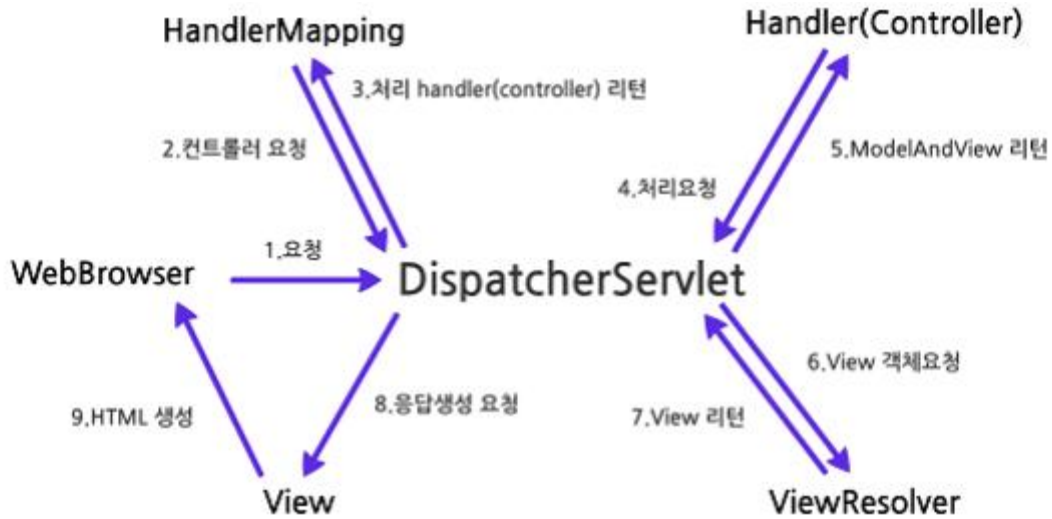 HandlerMapping
Handler(Controller)
3.처리 handler(controller) 리턴
2.컨트롤러 요청
5.ModelAndView 리턴
4.처리요청
1.요청
WebBrowser
DispatcherServlet
6.View 객체요청
8.응답생성 요청
9.HTML 생성
7.View 리턴
View
ViewResolver